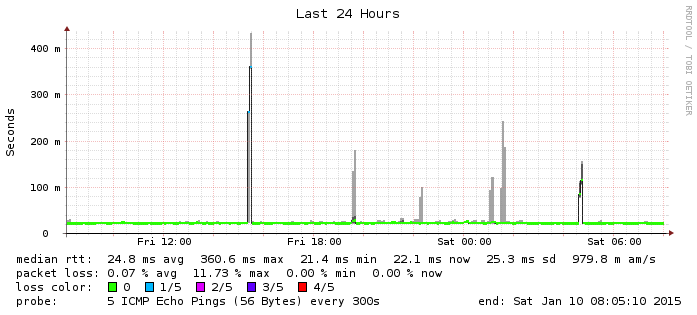 Last 24 Hours
RRDTOOL / TOBI OETIKER
Seconds
400 m
300 m
200 m
100 m
0
Fri 12:00 Fri 18:00 Sat 00:00 Sat 06:00
median rtt: 24.8 ms avg 360.6 ms max 21.4 ms min 22.1 ms now 25.3 ms sd 979.8 m am/s
packet loss: 0.07 % avg 11.73 % max 0.00 % min 0.00 % now
loss color: 0 1/5 2/5 3/5 4/5
probe: 5 ICMP Echo Pings (56 Bytes) every 300s end: Sat Jan 10 08:05:10 2015